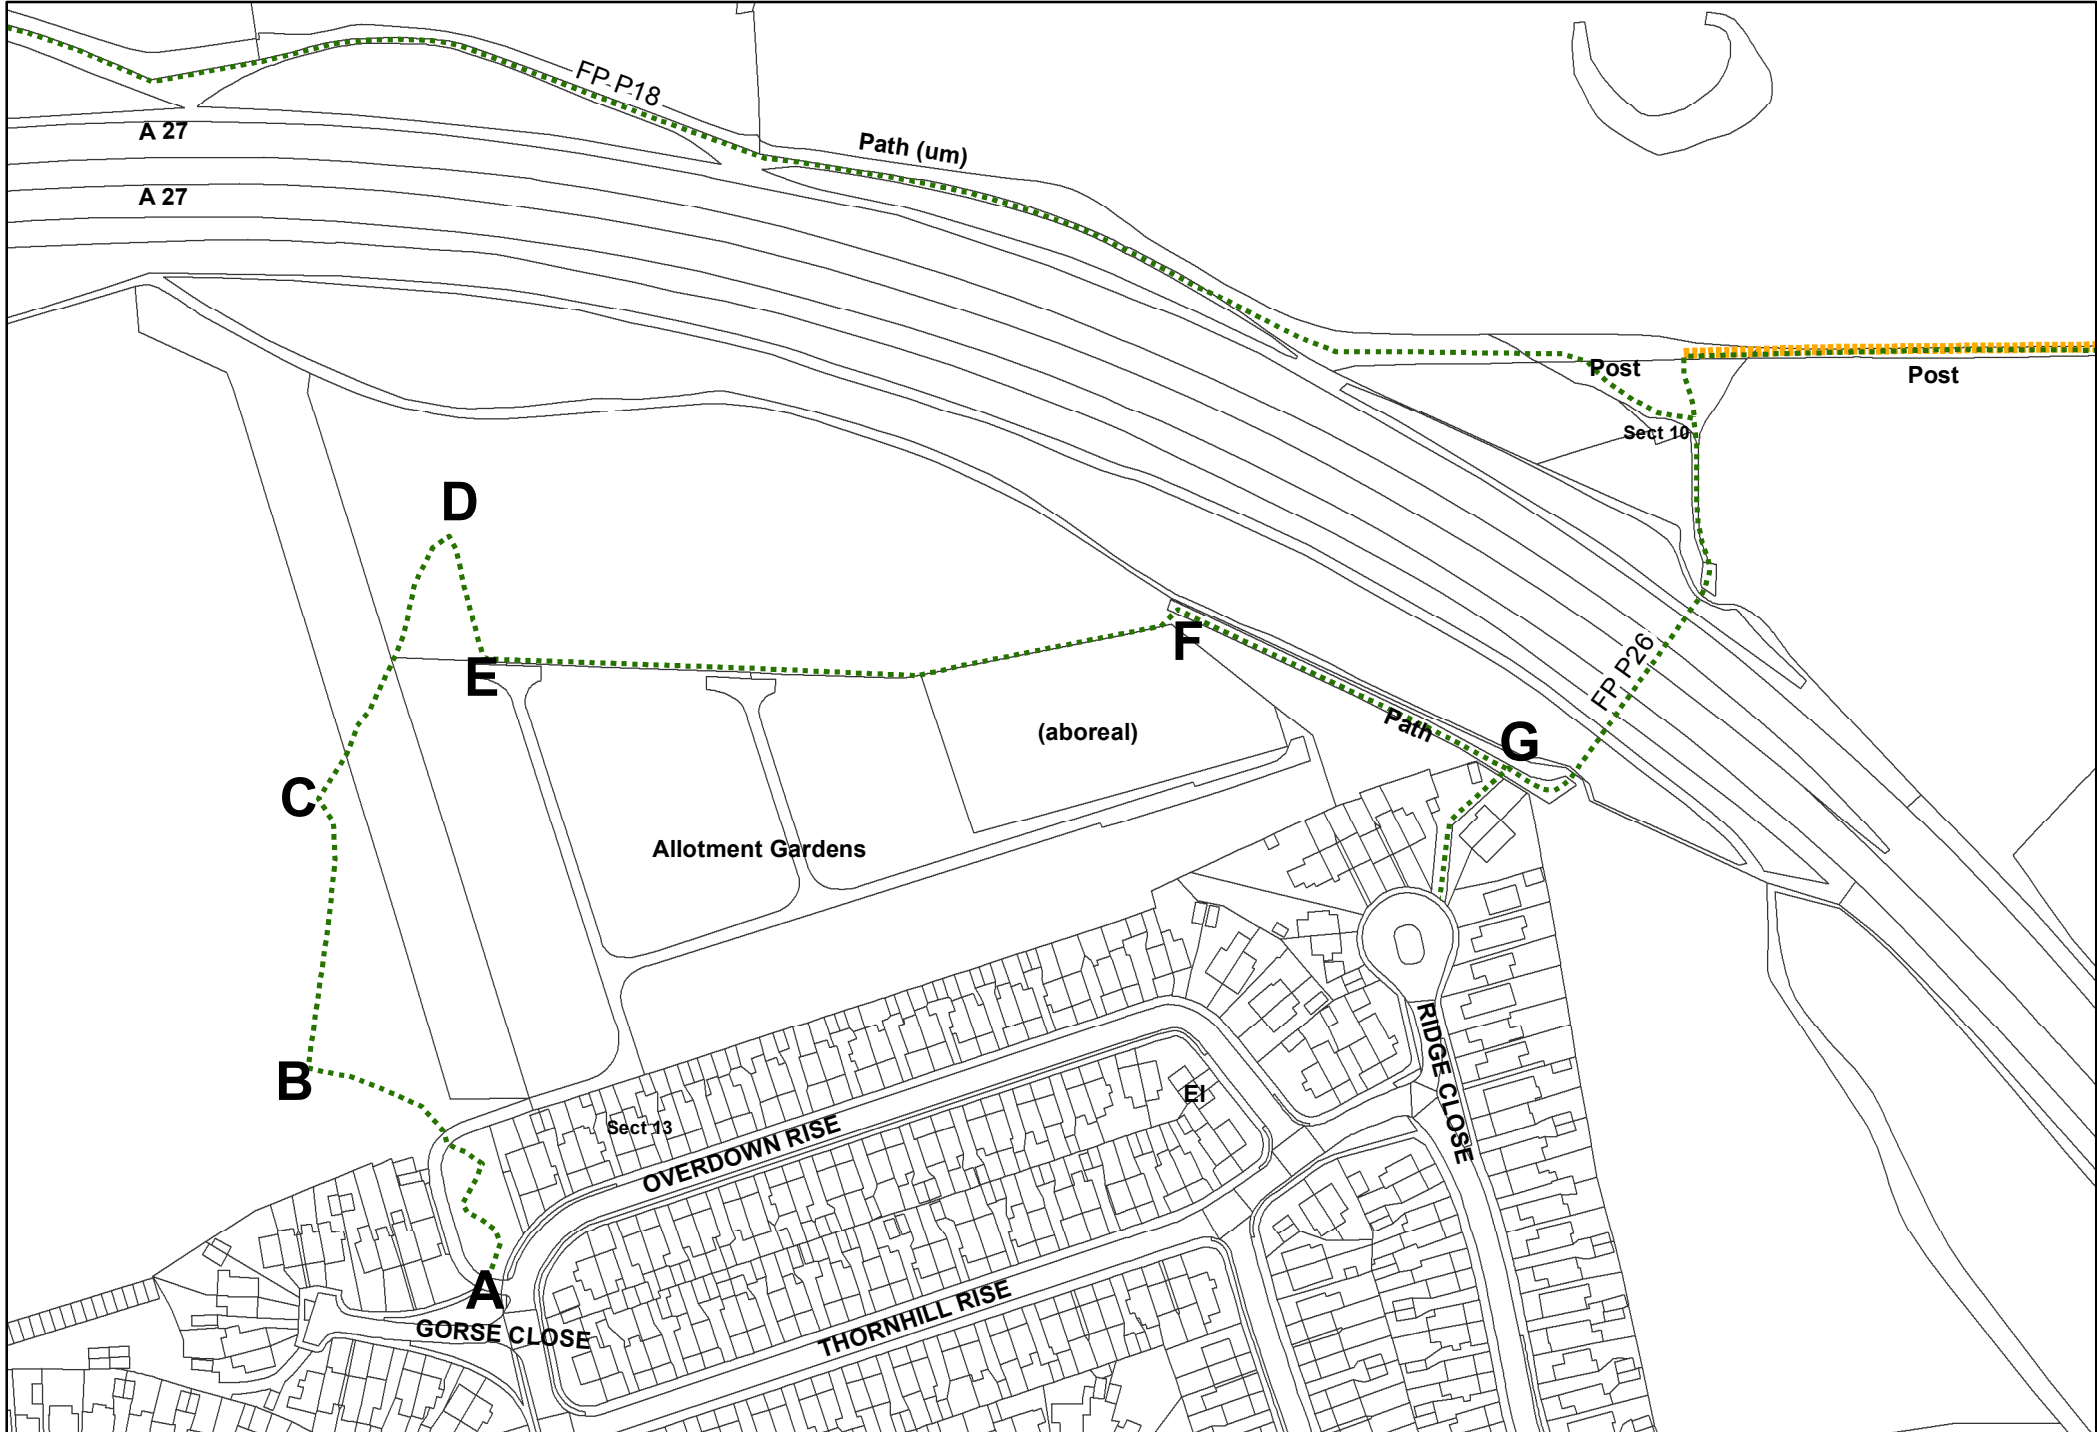 FP P18
A 27
Path (um)
A 27
Post
Post
Sect 10
D
F
FP P26
E
Path
(aboreal)
G
C
Allotment Gardens
RIDGE CLOSE
B
El
Sect 13
OVERDOWN RISE
A
GORSE CLOSE
THORNHILL RISE